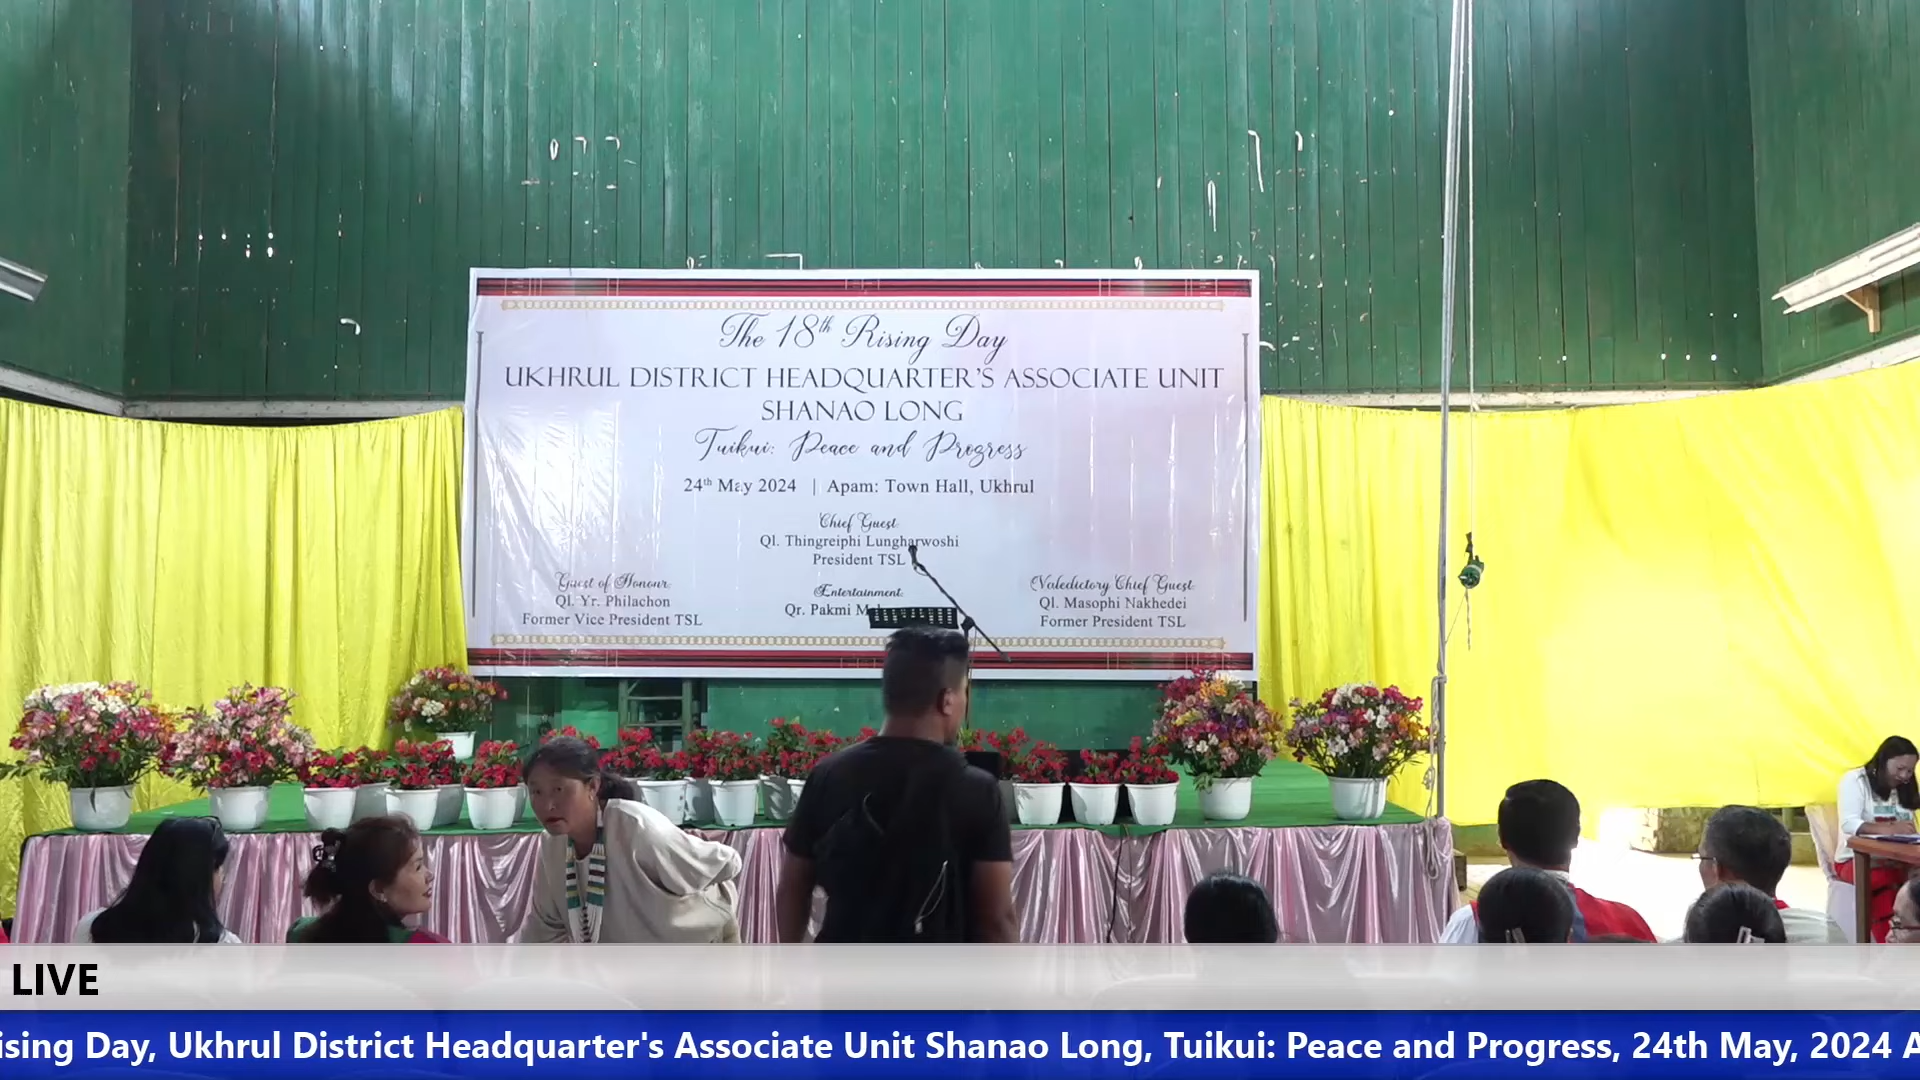 The 18th Rising Day
UKHRUL DISTRICT HEADQUARTER'S ASSOCIATE UNIT
SHANAO LONG
Tuikui: Peace and Progress
24th May 2024 | Apam: Town Hall, Ukhrul
Chief Guest
Ql. Thingreiphi Lungharwoshi
President TSL
Guest of Honour
Ql. Yr. Philachon
Former Vice President TSL
Entertainment
Qr. Pakmi
Valedictory Chief Guest
Ql. Masophi Nakhedei
Former President TSL
LIVE
ising Day, Ukhrul District Headquarter's Associate Unit Shanao Long, Tuikui: Peace and Progress, 24th May, 2024 A